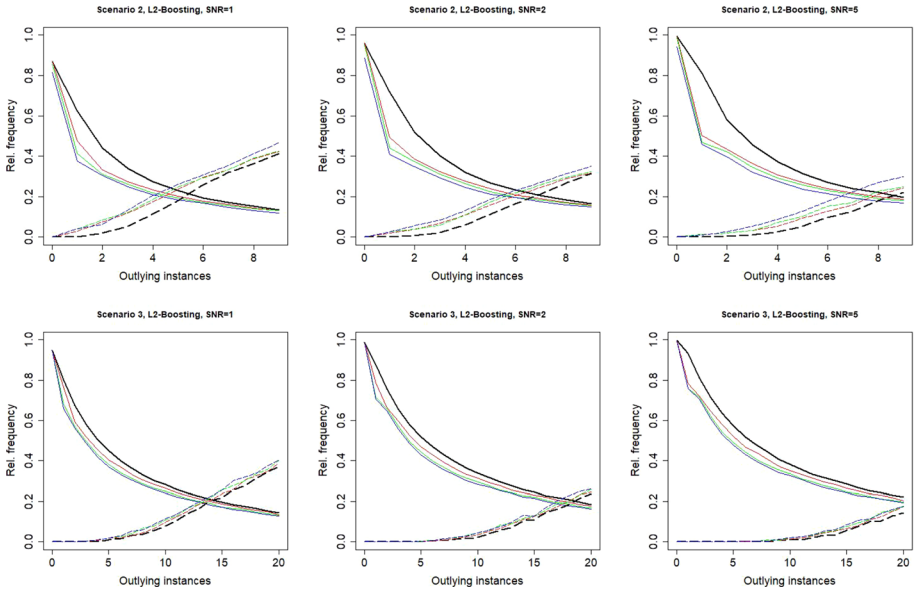 Scenario 2, L2-Boosting, SNR=1
Scenario 2, L2-Boosting, SNR=2
Scenario 2, L2-Boosting, SNR=5
Rel. frequency
0.0 0.2 0.4 0.6 0.8 1.0
0 2 4 6 8
Outlying instances
Rel. frequency
0.0 0.2 0.4 0.6 0.8 1.0
0 2 4 6 8
Outlying instances
Rel. frequency
0.0 0.2 0.4 0.6 0.8 1.0
0 2 4 6 8
Outlying instances
Scenario 3, L2-Boosting, SNR=1
Scenario 3, L2-Boosting, SNR=2
Scenario 3, L2-Boosting, SNR=5
Rel. frequency
0.0 0.2 0.4 0.6 0.8 1.0
0 5 10 15 20
Outlying instances
Rel. frequency
0.0 0.2 0.4 0.6 0.8 1.0
0 5 10 15 20
Outlying instances
Rel. frequency
0.0 0.2 0.4 0.6 0.8 1.0
0 5 10 15 20
Outlying instances